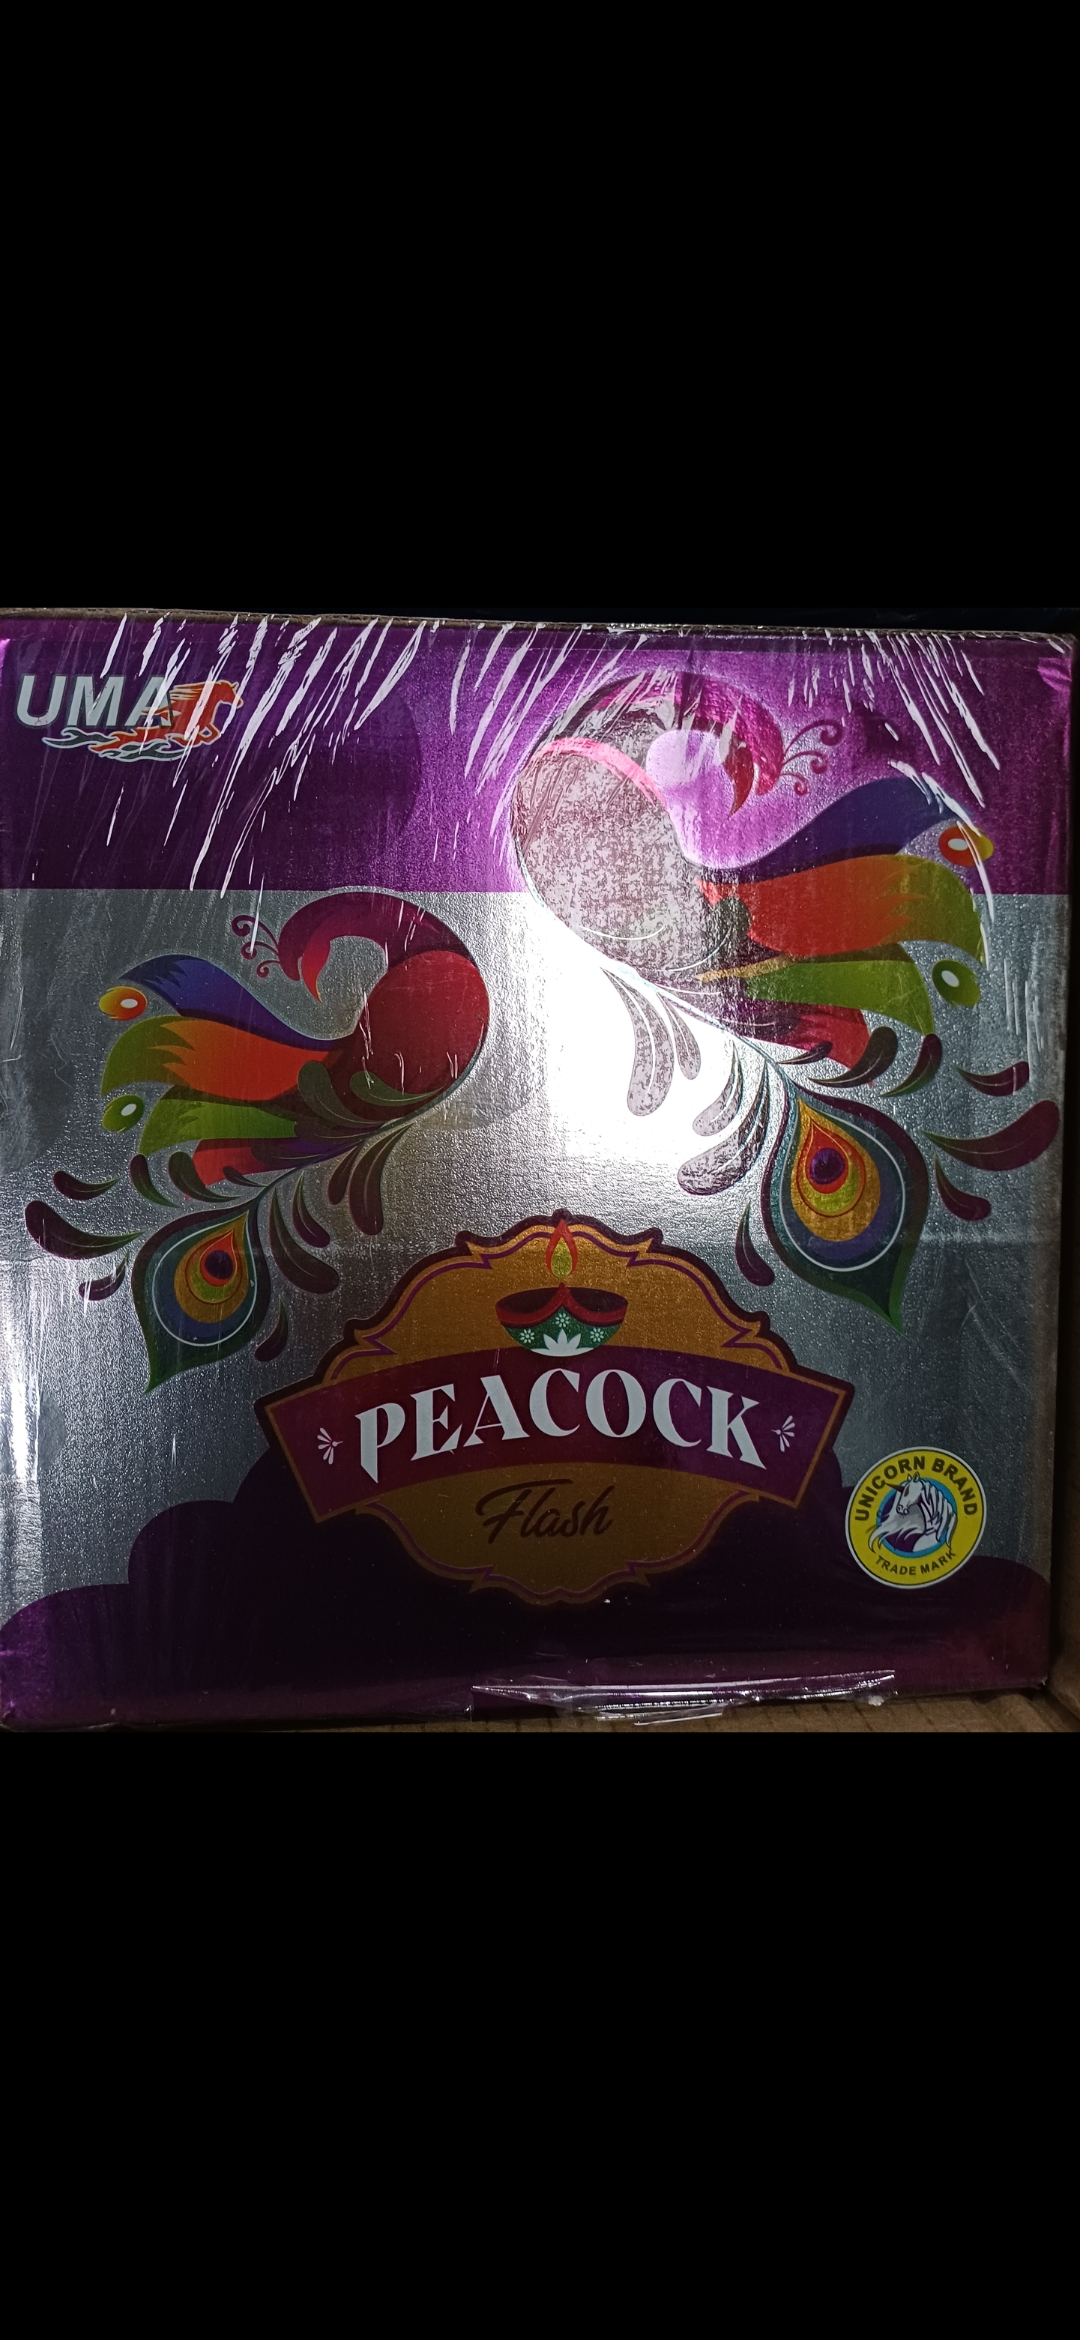 UMA
PEACOCK
Flash
UNICORN BRAND
TRADE MARK